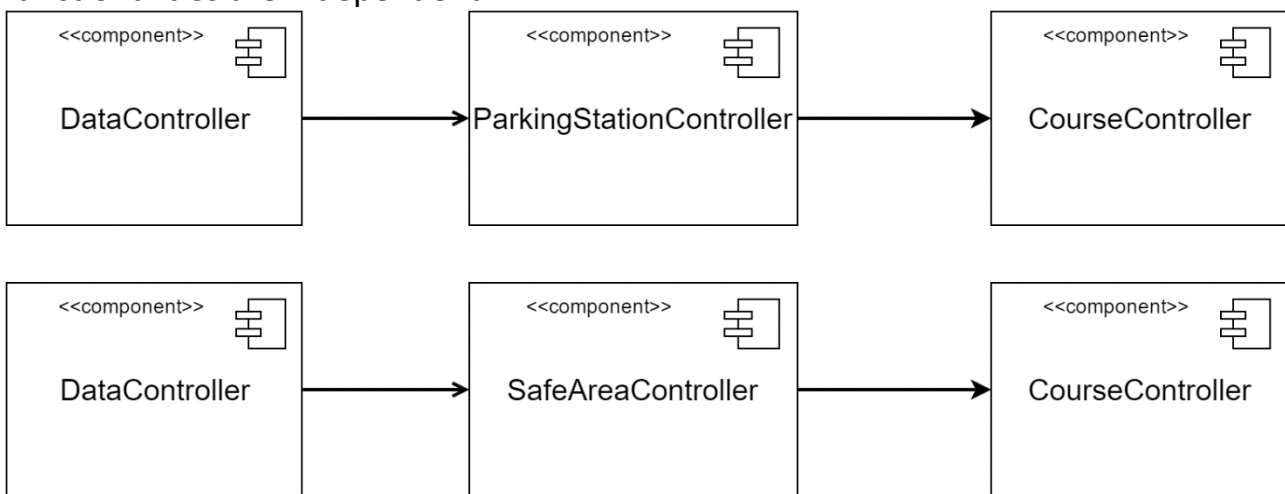 <<component>> <<component>> <<component>>
DataController ParkingStationController CourseController
<<component>> <<component>> <<component>>
DataController SafeAreaController CourseController